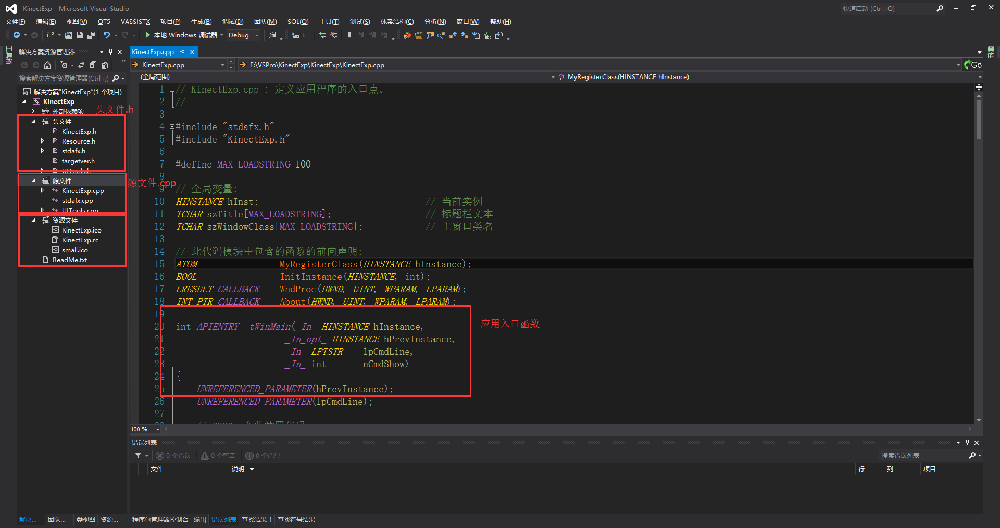 KinectExp - Microsoft Visual Studio
快速启动 (Ctrl+Q)
文件(F) 编辑(E) 视图(V) QT5 VASSISTX 项目(P) 生成(B) 调试(D) 团队(M) SQL(Q) 工具(T) 测试(S) 体系结构(C) 分析(N) 窗口(W) 帮助(H)
本地 Windows 调试器 Debug
工具箱
解决方案资源管理器
搜索解决方案资源管理器(Ctrl+;)
解决方案"KinectExp"(1 个项目)
KinectExp
外部依赖项
头文件.h
头文件
KinectExp.h
Resource.h
stdafx.h
targetver.h
UITools.h
源文件
源文件.cpp
KinectExp.cpp
stdafx.cpp
UITools.cpp
资源文件
KinectExp.ico
KinectExp.rc
small.ico
ReadMe.txt
解决... 团队... 类视图 资源...
KinectExp.cpp
属性
KinectExp.cpp E:\VSPro\KinectExp\KinectExp\KinectExp.cpp Go
(全局范围) MyRegisterClass(HINSTANCE hInstance)
1 // KinectExp.cpp : 定义应用程序的入口点。
2 //
3
4 #include "stdafx.h"
5 #include "KinectExp.h"
6
7 #define MAX_LOADSTRING 100
8
9 // 全局变量:
10 HINSTANCE hInst; // 当前实例
11 TCHAR szTitle[MAX_LOADSTRING]; // 标题栏文本
12 TCHAR szWindowClass[MAX_LOADSTRING]; // 主窗口类名
13
14 // 此代码模块中包含的函数的前向声明:
15 ATOM MyRegisterClass(HINSTANCE hInstance);
16 BOOL InitInstance(HINSTANCE, int);
17 LRESULT CALLBACK WndProc(HWND, UINT, WPARAM, LPARAM);
18 INT_PTR CALLBACK About(HWND, UINT, WPARAM, LPARAM);
19
应用入口函数
20 int APIENTRY _tWinMain(_In_ HINSTANCE hInstance,
21 _In_opt_ HINSTANCE hPrevInstance,
22 _In_ LPTSTR lpCmdLine,
23 _In_ int nCmdShow)
24 {
25 UNREFERENCED_PARAMETER(hPrevInstance);
26 UNREFERENCED_PARAMETER(lpCmdLine);
27
28 // TODO: 在此放置代码
100 %
错误列表
0 个错误 0 个警告 0 个消息
搜索错误列表
文件 说明 行 列 项目
程序包管理器控制台 输出 错误列表 查找结果 1 查找符号结果